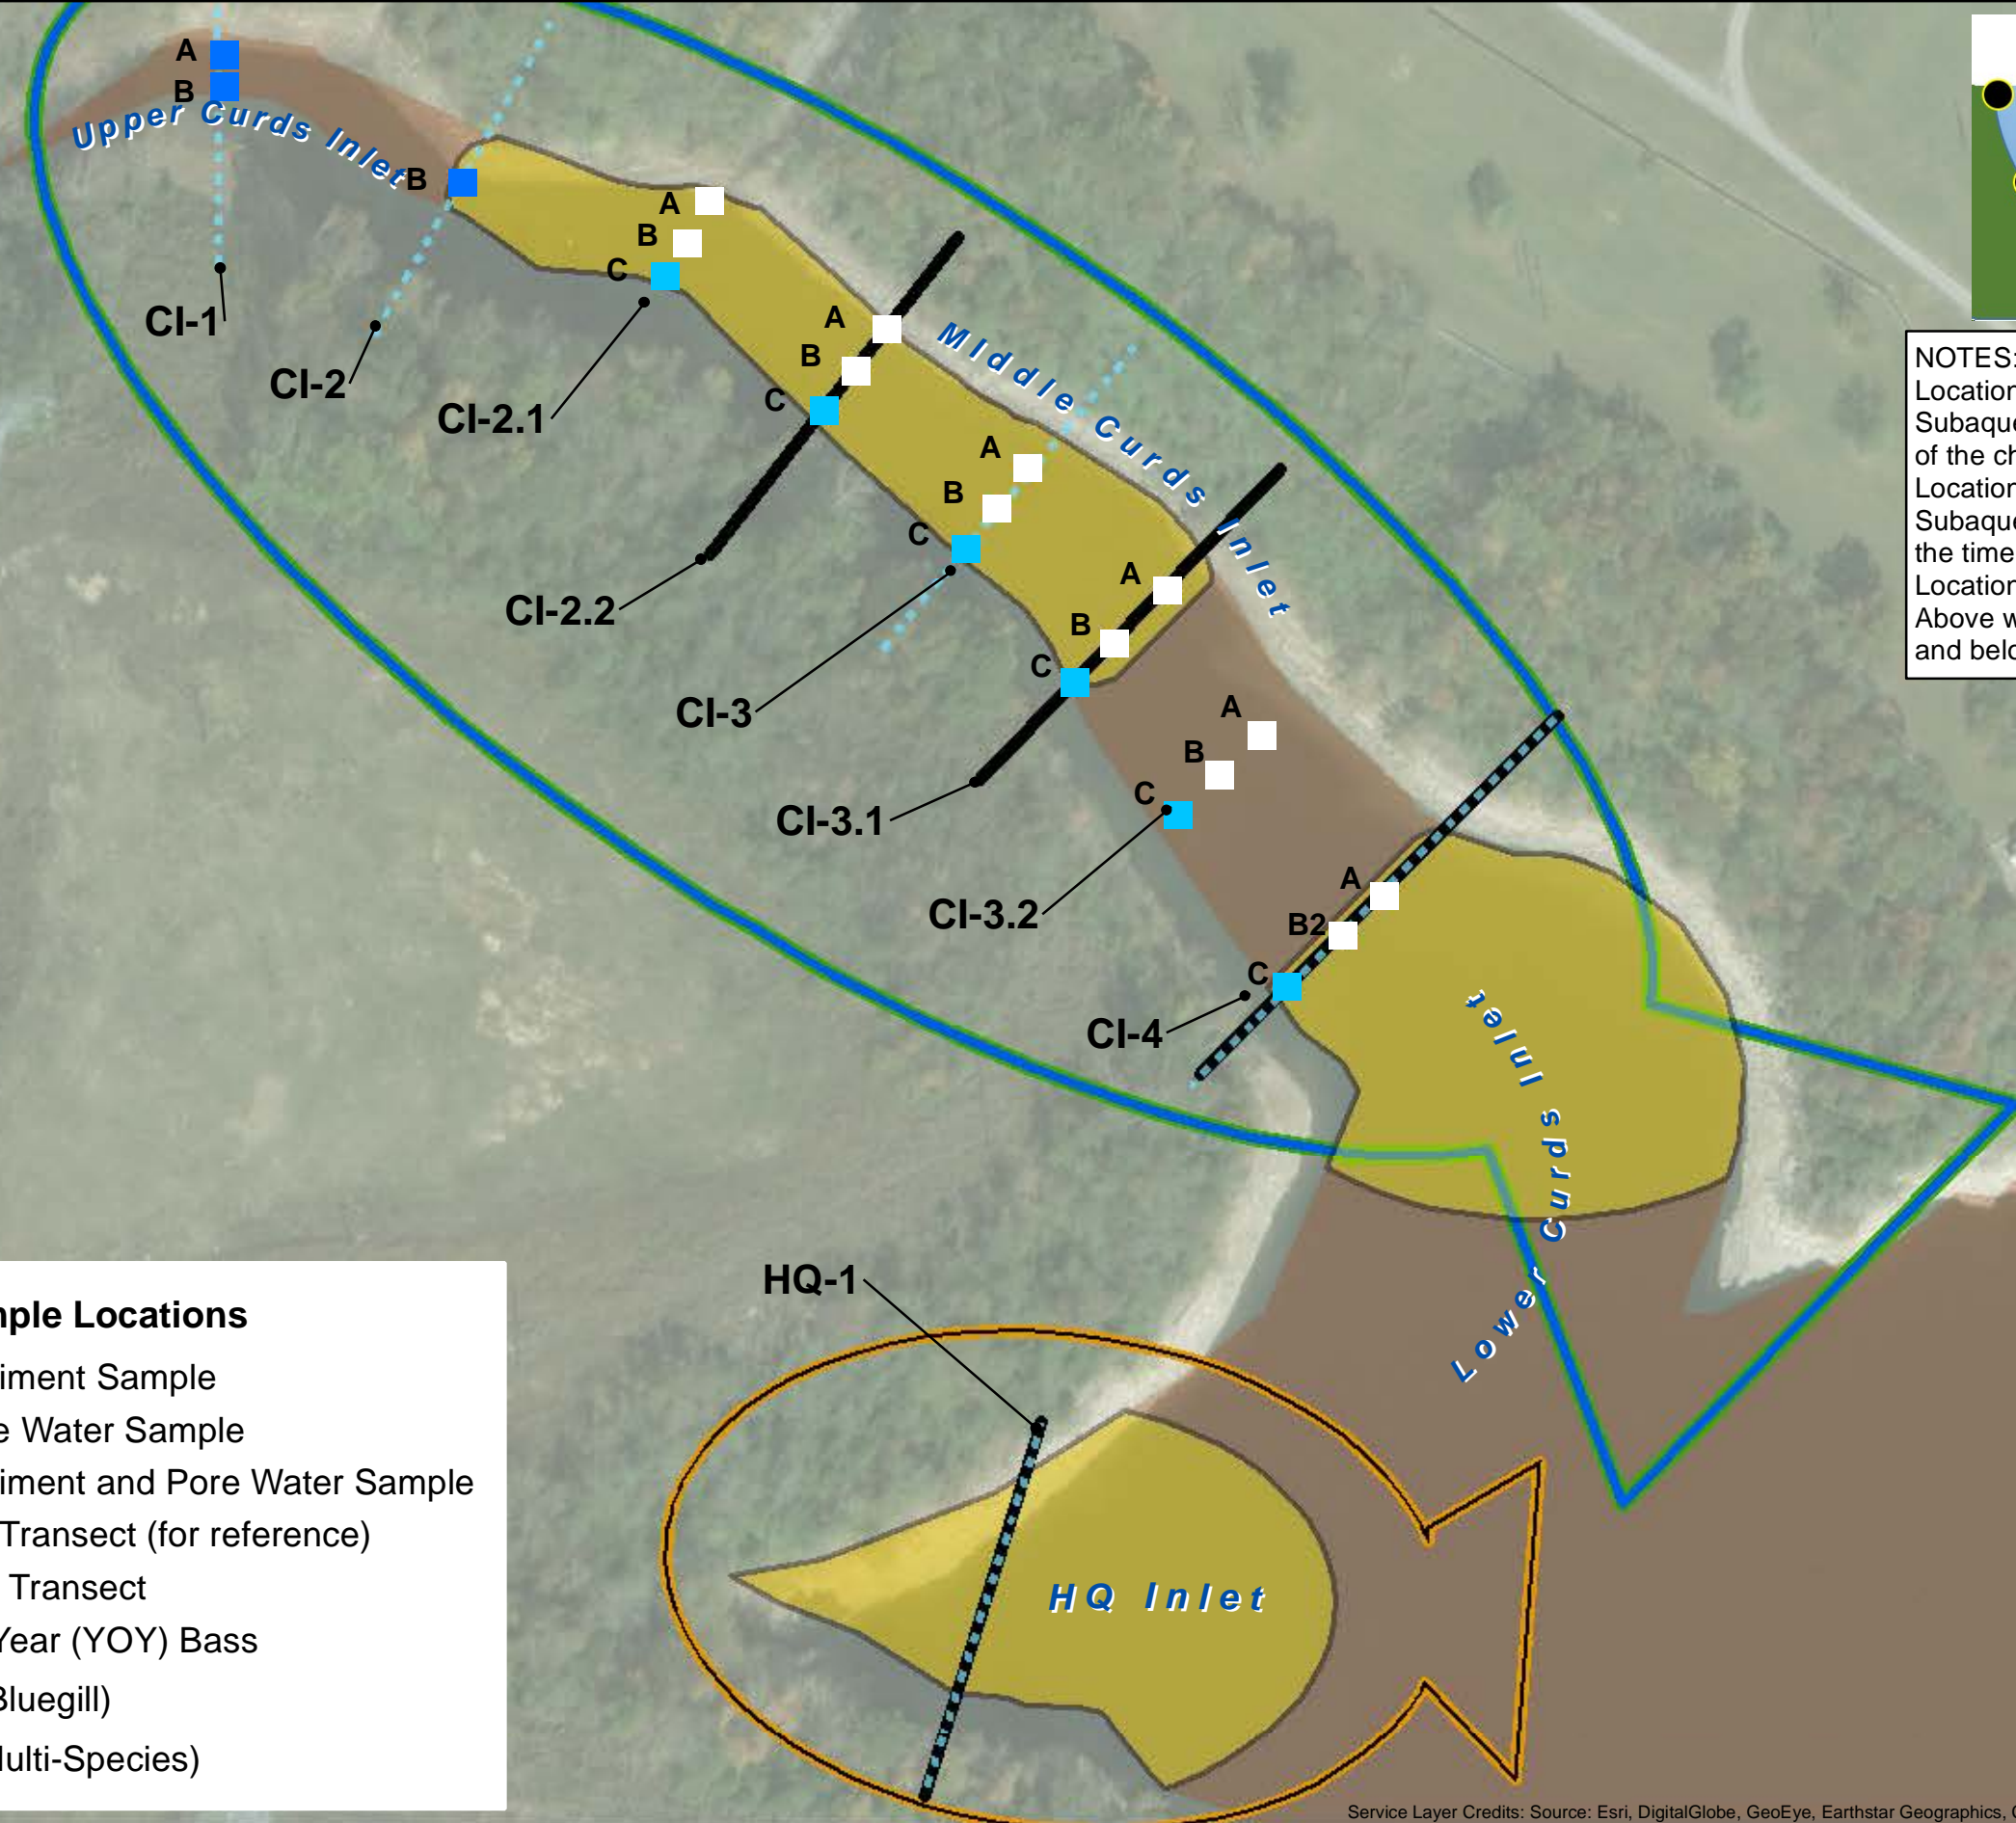 A
B
Upper Curds Inlet
B
A
B
C
CI-1
CI-2
CI-2.1
A
B
C
MIddle Curds Inlet
A
B
C
CI-2.2
A
B
C
CI-3
A
B
C
CI-3.1
A
B2
C
CI-3.2
CI-4
Lower Curds Inlet
HQ-1
HQ Inlet
NOTES:
Location
Subaque
of the ch
Location
Subaque
the time
Location
Above w
and belo
nple Locations
iment Sample
e Water Sample
iment and Pore Water Sample
Transect (for reference)
Transect
Year (YOY) Bass
Bluegill)
Multi-Species)
Service Layer Credits: Source: Esri, DigitalGlobe, GeoEye, Earthstar Geographics,